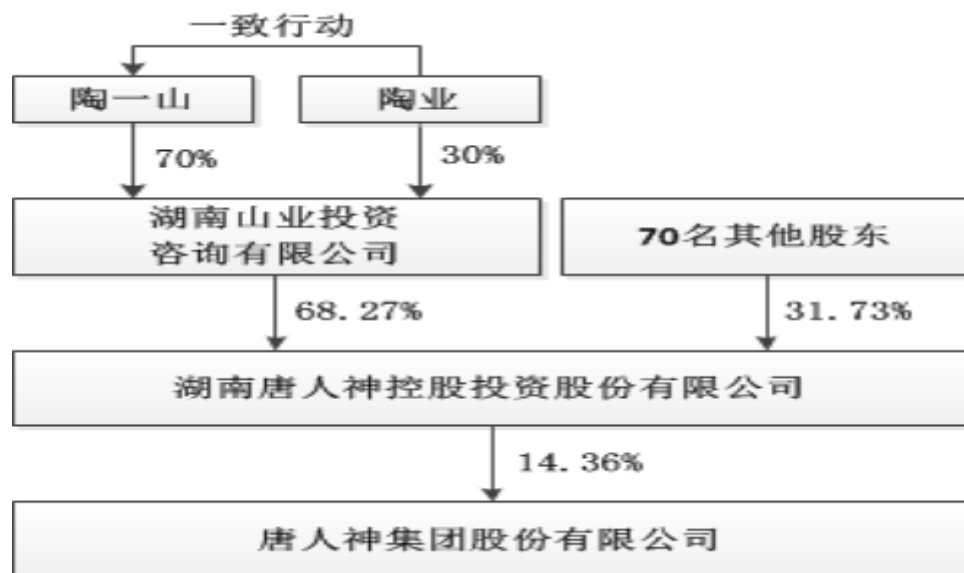 一致行动
陶一山
陶业
70%
30%
湖南山业投资
咨询有限公司
70名其他股东
68.27%
31.73%
湖南唐人神控股投资股份有限公司
14.36%
唐人神集团股份有限公司